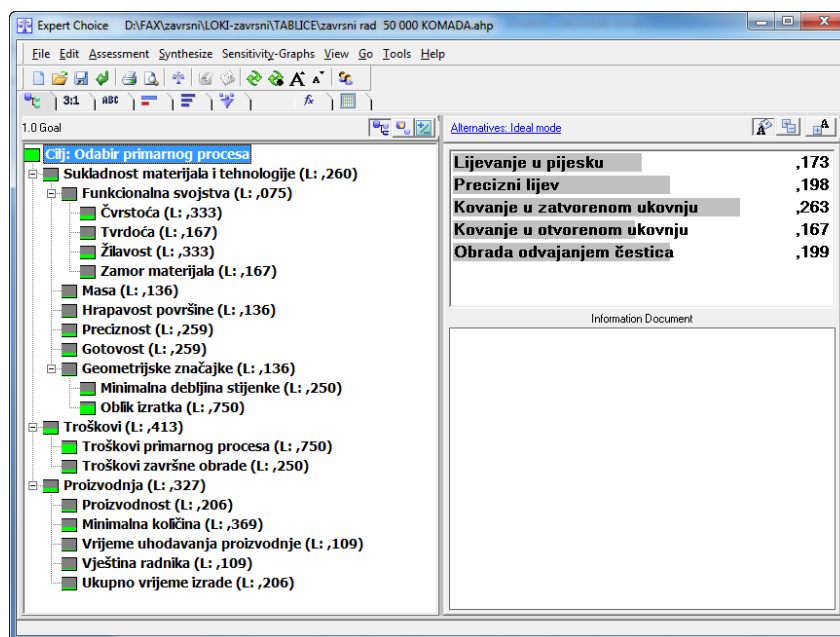 Expert Choice D:\FAX\zavrsni\LOKI-zavrsni\TABLICE\zavrsni rad 50 000 KOMADA.ahp
File Edit Assessment Synthesize Sensitivity-Graphs View Go Tools Help
3:1 ABC fx
1.0 Goal
Cilj: Odabir primarnog procesa
Sukladnost materijala i tehnologije (L: ,260)
Funkcionalna svojstva (L: ,075)
Čvrstoća (L: ,333)
Tvrdoća (L: ,167)
Žilavost (L: ,333)
Zamor materijala (L: ,167)
Masa (L: ,136)
Hrapavost površine (L: ,136)
Preciznost (L: ,259)
Gotovost (L: ,259)
Geometrijske značajke (L: ,136)
Minimalna debljina stijenke (L: ,250)
Oblik izratka (L: ,750)
Troškovi (L: ,413)
Troškovi primarnog procesa (L: ,750)
Troškovi završne obrade (L: ,250)
Proizvodnja (L: ,327)
Proizvodnost (L: ,206)
Minimalna količina (L: ,369)
Vrijeme uhodavanja proizvodnje (L: ,109)
Vještina radnika (L: ,109)
Ukupno vrijeme izrade (L: ,206)
Alternatives: Ideal mode
Lijevanje u pijesku ,173
Precizni lijev ,198
Kovanje u zatvorenom ukovnju ,263
Kovanje u otvorenom ukovnju ,167
Obrada odvajanjem čestica ,199
Information Document